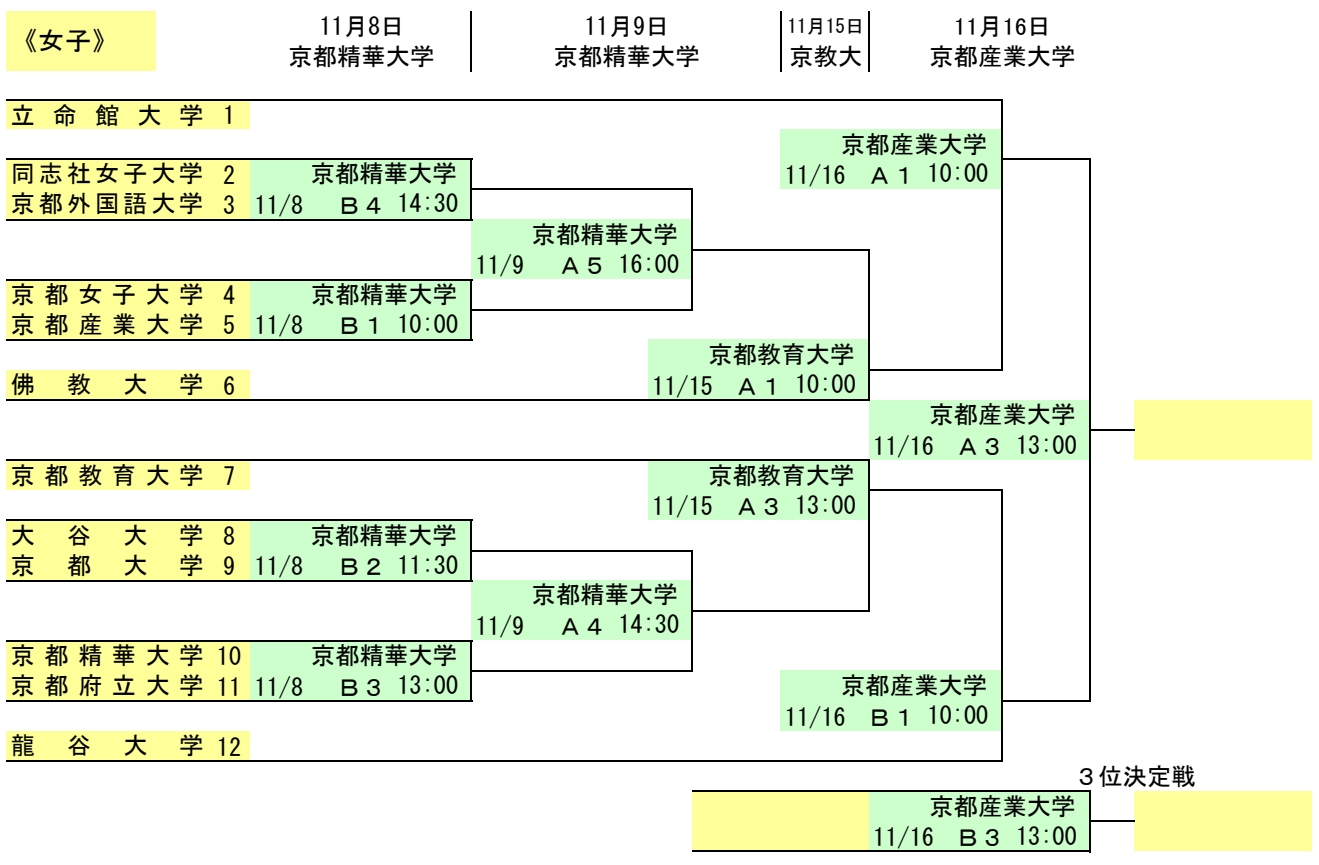 《女子》
11月8日 11月9日 11月15日 11月16日
京都精華大学 京都精華大学 京教大 京都産業大学
立命館大学 1
京都産業大学
同志社女子大学 2 京都精華大学 11/16 A1 10:00
京都外国語大学 3 11/8 B4 14:30
京都精華大学
11/9 A5 16:00
京都女子大学 4 京都精華大学
京都産業大学 5 11/8 B1 10:00
京都教育大学
佛教大学 6 11/15 A1 10:00
京都産業大学
11/16 A3 13:00
京都教育大学 7 京都教育大学
11/15 A3 13:00
大谷大学 8 京都精華大学
京都大学 9 11/8 B2 11:30
京都精華大学
11/9 A4 14:30
京都精華大学 10 京都精華大学
京都府立大学 11 11/8 B3 13:00 京都産業大学
11/16 B1 10:00
龍谷大学 12
3位決定戦
京都産業大学
11/16 B3 13:00